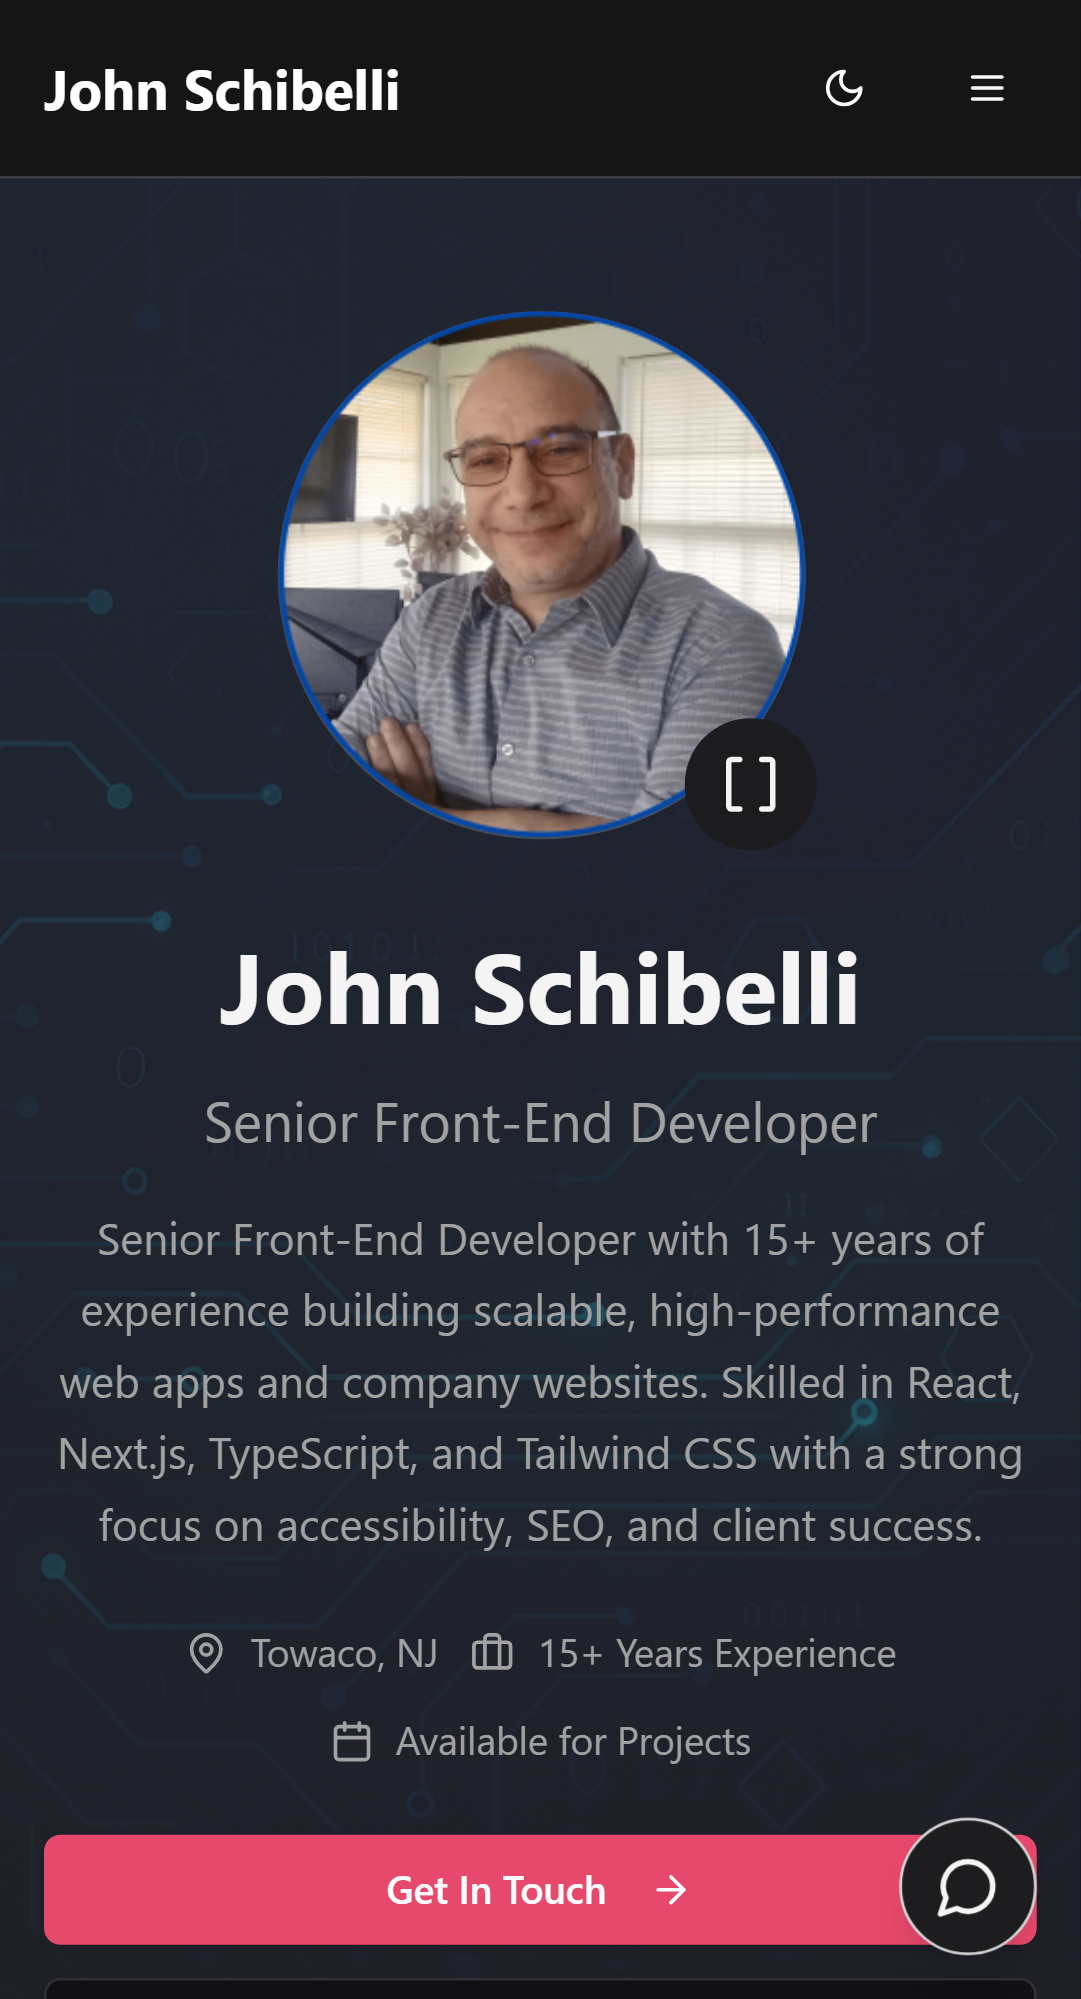 John Schibelli
[ ]
John Schibelli
Senior Front-End Developer
Senior Front-End Developer with 15+ years of
experience building scalable, high-performance
web apps and company websites. Skilled in React,
Next.js, TypeScript, and Tailwind CSS with a strong
focus on accessibility, SEO, and client success.
Towaco, NJ 15+ Years Experience
Available for Projects
Get In Touch →